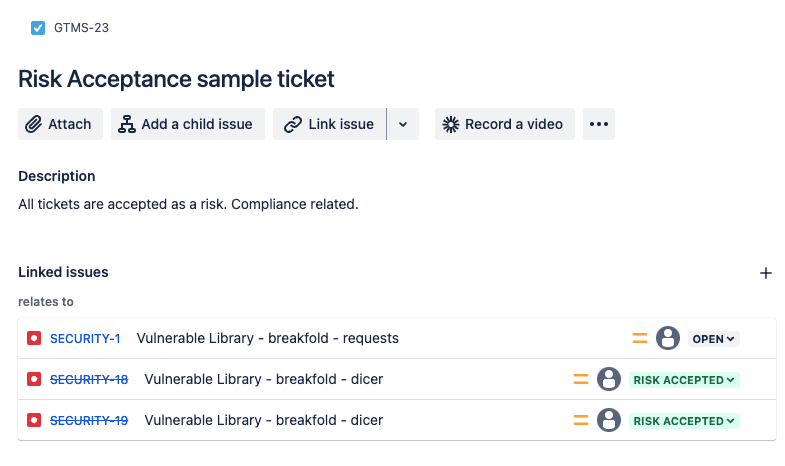 GTMS-23
Risk Acceptance sample ticket
Attach Add a child issue Link issue Record a video
Description
All tickets are accepted as a risk. Compliance related.
Linked issues
relates to
SECURITY-1 Vulnerable Library - breakfold - requests OPEN
SECURITY-18 Vulnerable Library - breakfold - dicer RISK ACCEPTED
SECURITY-19 Vulnerable Library - breakfold - dicer RISK ACCEPTED